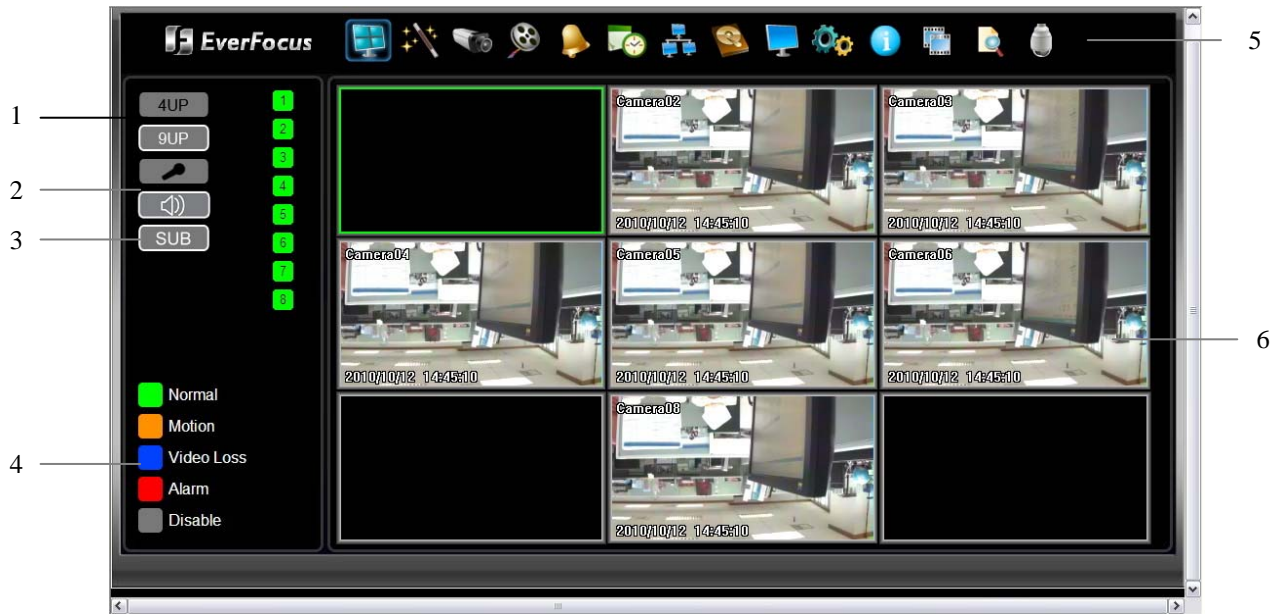 EverFocus
5
1
4UP
1
9UP
2
3
2
4
5
3
SUB
6
7
8
Camera02
Camera03
2010/10/12 14:45:10
2010/10/12 14:45:10
Camera04
Camera05
Camera06
6
2010/10/12 14:45:10
2010/10/12 14:45:10
2010/10/12 14:45:10
Camera08
2010/10/12 14:45:10
Normal
Motion
4
Video Loss
Alarm
Disable